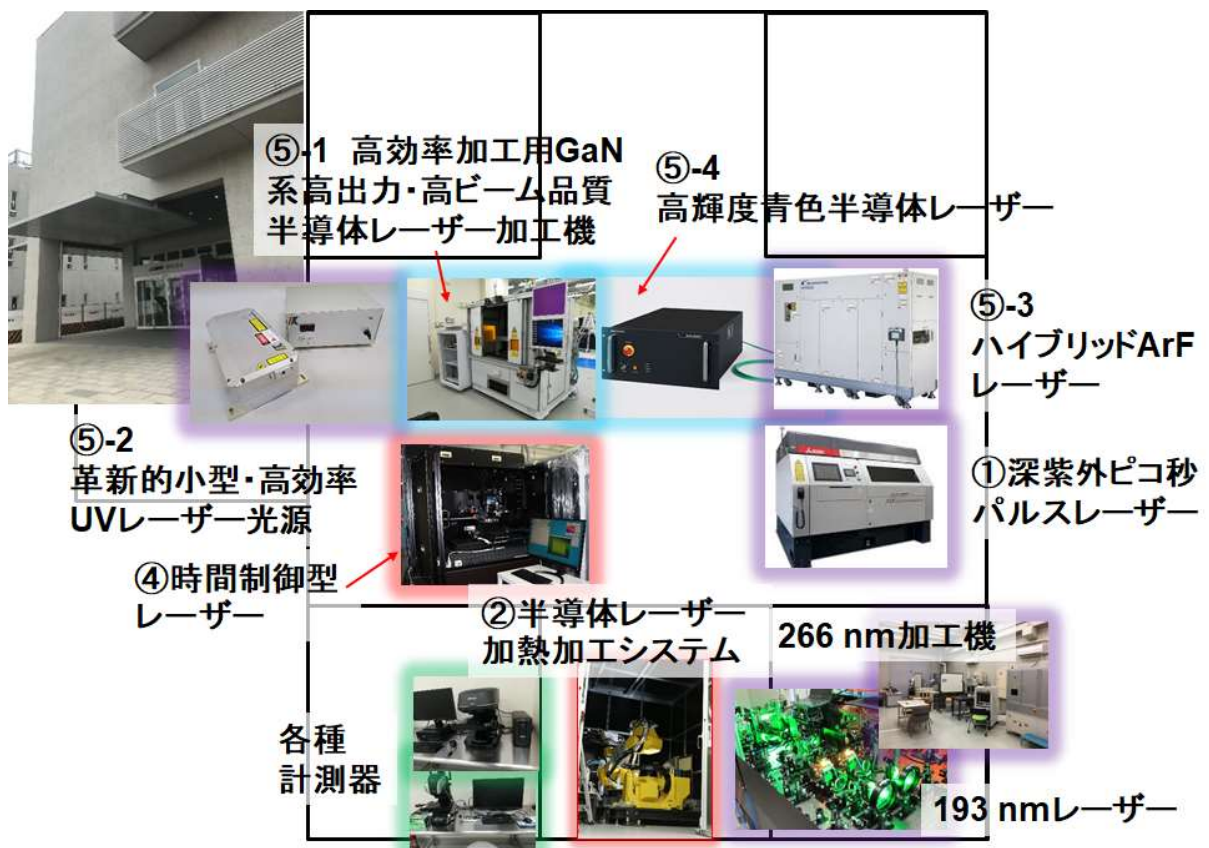 ⑤-1 高効率加工用GaN
系高出力・高ビーム品質
半導体レーザー加工機
⑤-4
高輝度青色半導体レーザー
⑤-3
ハイブリッドArF
レーザー
⑤-2
革新的小型・高効率
UVレーザー光源
①深紫外ピコ秒
パルスレーザー
④時間制御型
レーザー
②半導体レーザー
加熱加工システム
266 nm加工機
各種
計測器
193 nmレーザー